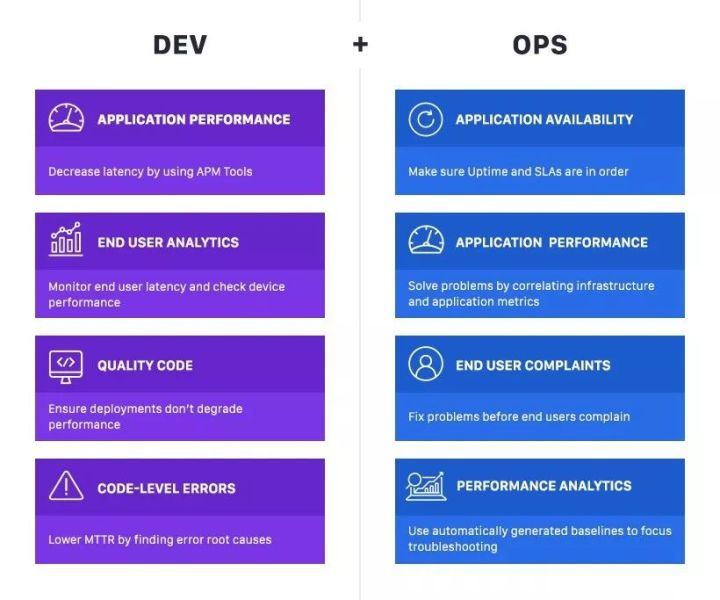 DEV + OPS
APPLICATION PERFORMANCE
Decrease latency by using APM Tools
END USER ANALYTICS
Monitor end user latency and check device
performance
QUALITY CODE
Ensure deployments don't degrade
performance
CODE-LEVEL ERRORS
Lower MTTR by finding error root causes
APPLICATION AVAILABILITY
Make sure Uptime and SLAs are in order
APPLICATION PERFORMANCE
Solve problems by correlating infrastructure
and application metrics
END USER COMPLAINTS
Fix problems before end users complain
PERFORMANCE ANALYTICS
Use automatically generated baselines to focus
troubleshooting